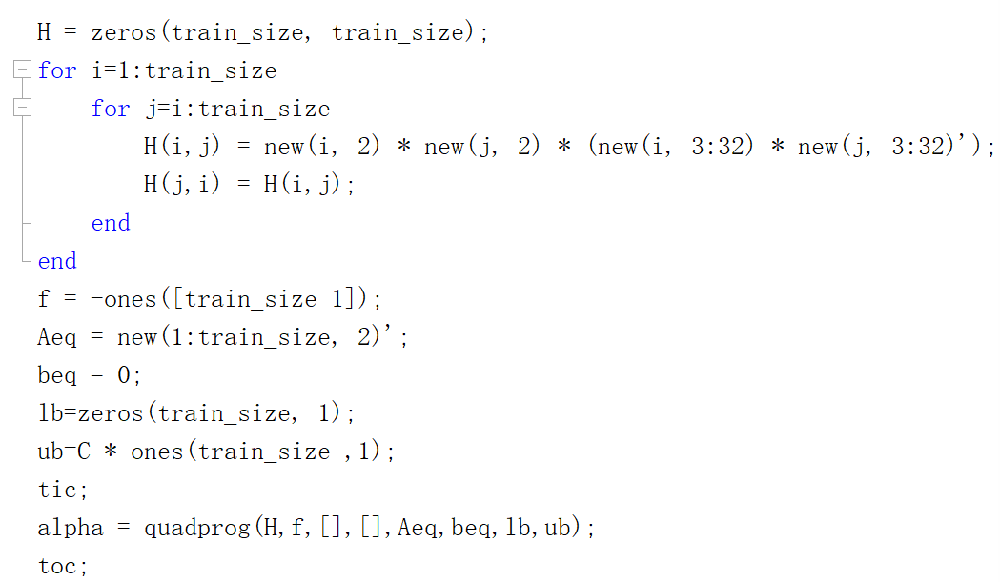 H = zeros(train_size, train_size);
for i=1:train_size
    for j=i:train_size
        H(i,j) = new(i, 2) * new(j, 2) * (new(i, 3:32) * new(j, 3:32)');
        H(j,i) = H(i,j);
    end
end
f = -ones([train_size 1]);
Aeq = new(1:train_size, 2)';
beq = 0;
lb=zeros(train_size, 1);
ub=C * ones(train_size ,1);
tic;
alpha = quadprog(H,f,[],[],Aeq,beq,lb,ub);
toc;